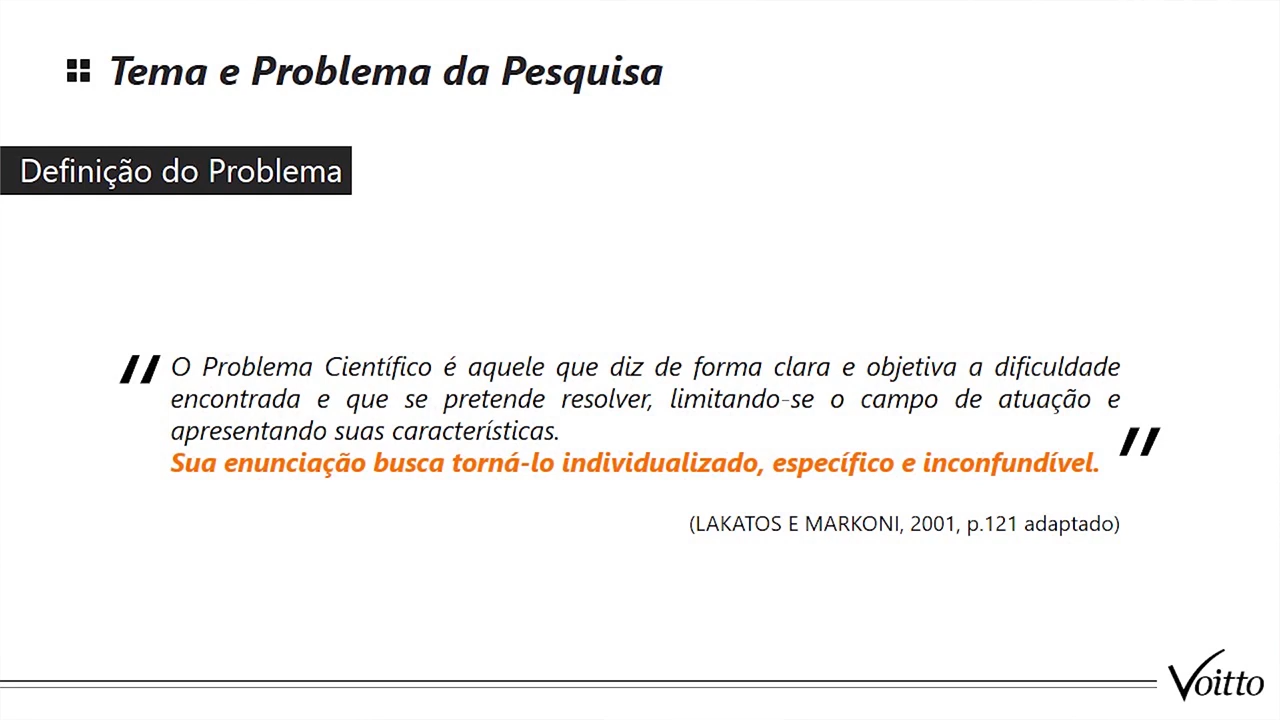 Tema e Problema da Pesquisa
Definição do Problema
" O Problema Científico é aquele que diz de forma clara e objetiva a dificuldade
encontrada e que se pretende resolver, limitando-se o campo de atuação e
apresentando suas características.
Sua enunciação busca torná-lo individualizado, específico e inconfundível. "
(LAKATOS E MARKONI, 2001, p.121 adaptado)
Voitto